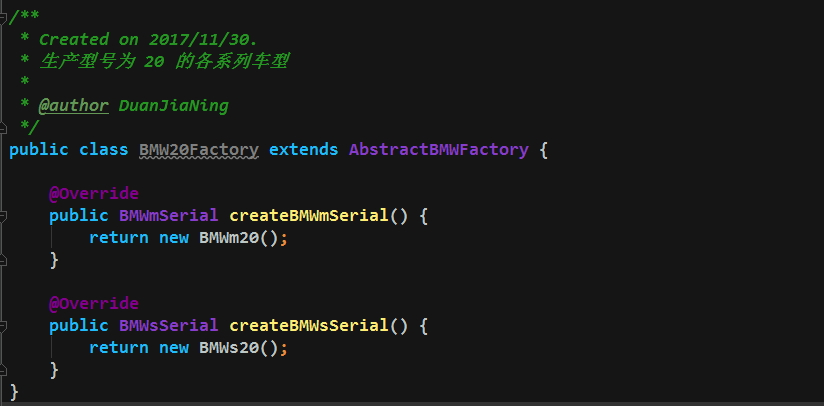 /**
 * Created on 2017/11/30.
 * 生产型号为 20 的各系列车型
 *
 * @author DuanJiaNing
 */
public class BMW20Factory extends AbstractBMWFactory {
    @Override
    public BMWmSerial createBMWmSerial() {
        return new BMWm20();
    }
    @Override
    public BMWsSerial createBMWsSerial() {
        return new BMWs20();
    }
}